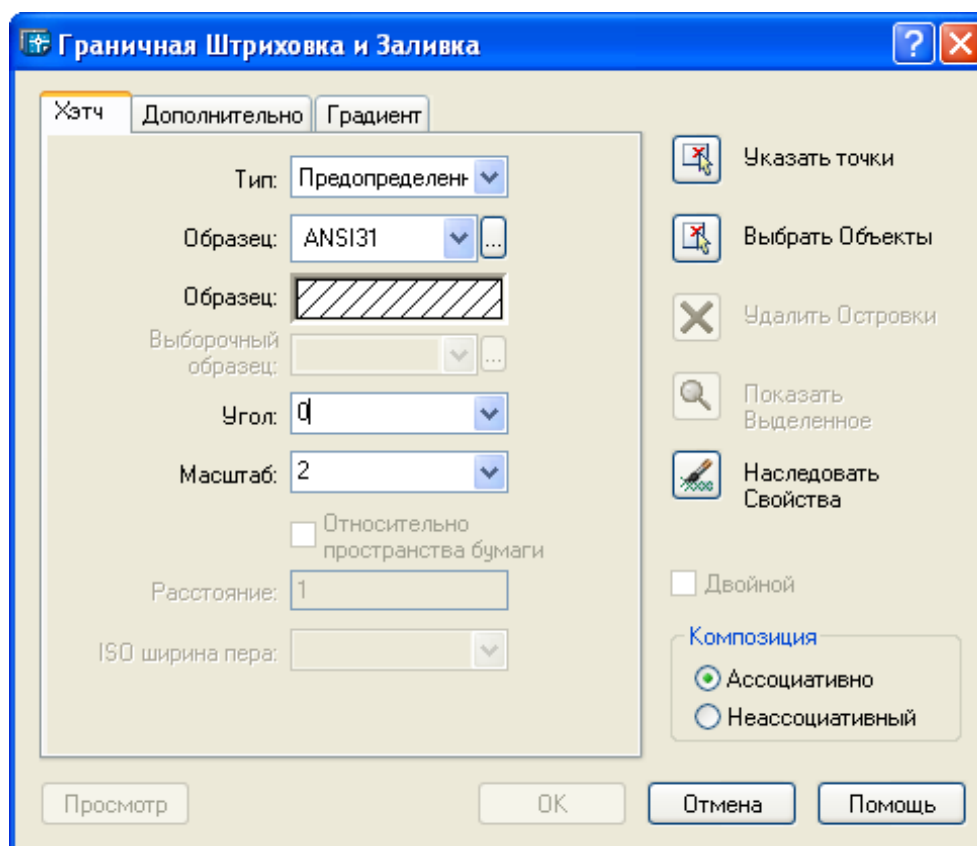 Граничная Штриховка и Заливка
Хэтч
Дополнительно
Градиент
Тип: Предопределенн
Образец: ANSI31 ...
Образец:
Выборочный
образец: ...
Угол: 0
Масштаб: 2
Относительно
пространства бумаги
Расстояние: 1
ISO ширина пера:
Указать точки
Выбрать Объекты
Удалить Островки
Показать
Выделенное
Наследовать
Свойства
Двойной
Композиция
Ассоциативно
Неассоциативный
Просмотр
OK
Отмена
Помощь